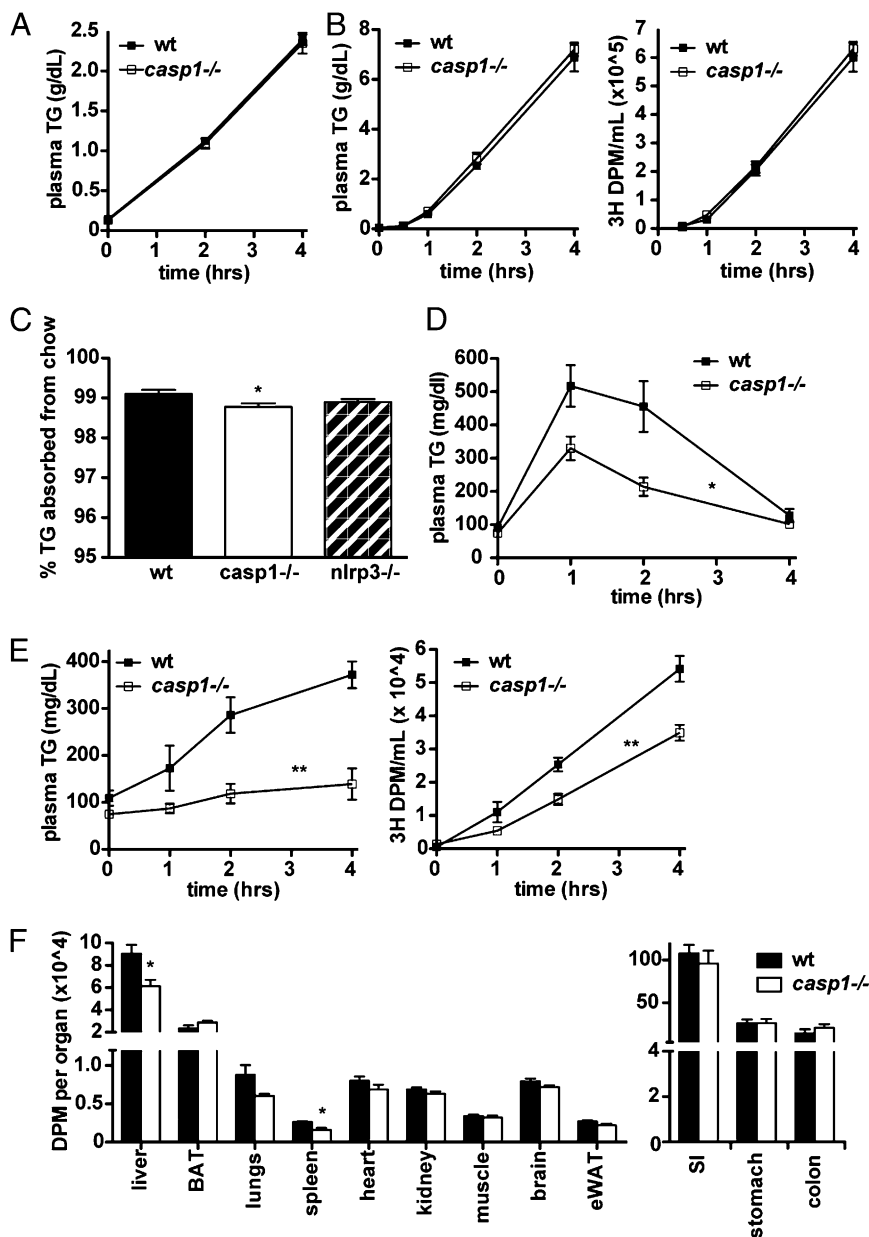 A
wt
casp1-/-
plasma TG (g/dL)
2.5
2.0
1.0
0.5
0
0 1 2 3 4
time (hrs)
B
wt
casp1-/-
plasma TG (g/dL)
8
6
4
2
0
0 1 2 3 4
time (hrs)
wt
casp1-/-
3H DPM/mL (x10^5)
7
6
5
4
3
2
1
0
0 1 2 3 4
time (hrs)
C
% TG absorbed from chow
100
99
98
97
96
95
*
wt casp1-/- nlrp3-/-
D
wt
casp1-/-
plasma TG (mg/dl)
600
500
400
300
200
100
0
*
0 1 2 3 4
time (hrs)
E
wt
casp1-/-
plasma TG (mg/dL)
400
300
200
100
0
**
0 1 2 3 4
time (hrs)
wt
casp1-/-
3H DPM/mL (x 10^4)
6
5
4
3
2
1
0
**
0 1 2 3 4
time (hrs)
F
DPM per organ (x10^4)
10
8
6
4
2
1.0
0.5
0
*
*
liver BAT lungs spleen heart kidney muscle brain eWAT
wt
casp1-/-
100
50
4
2
0
SI stomach colon